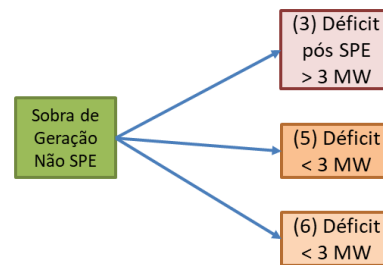 (3) Déficit
pós SPE
> 3 MW
Sobra de
Geração
Não SPE
(5) Déficit
< 3 MW
(6) Déficit
< 3 MW